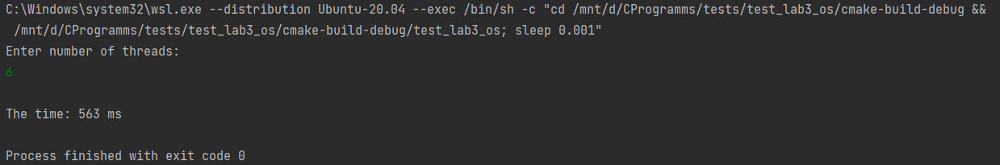 C:\Windows\system32\wsl.exe --distribution Ubuntu-20.04 --exec /bin/sh -c "cd /mnt/d/CProgramms/tests/test_lab3_os/cmake-build-debug &&
/mnt/d/CProgramms/tests/test_lab3_os/cmake-build-debug/test_lab3_os; sleep 0.001"
Enter number of threads:
6
The time: 563 ms
Process finished with exit code 0